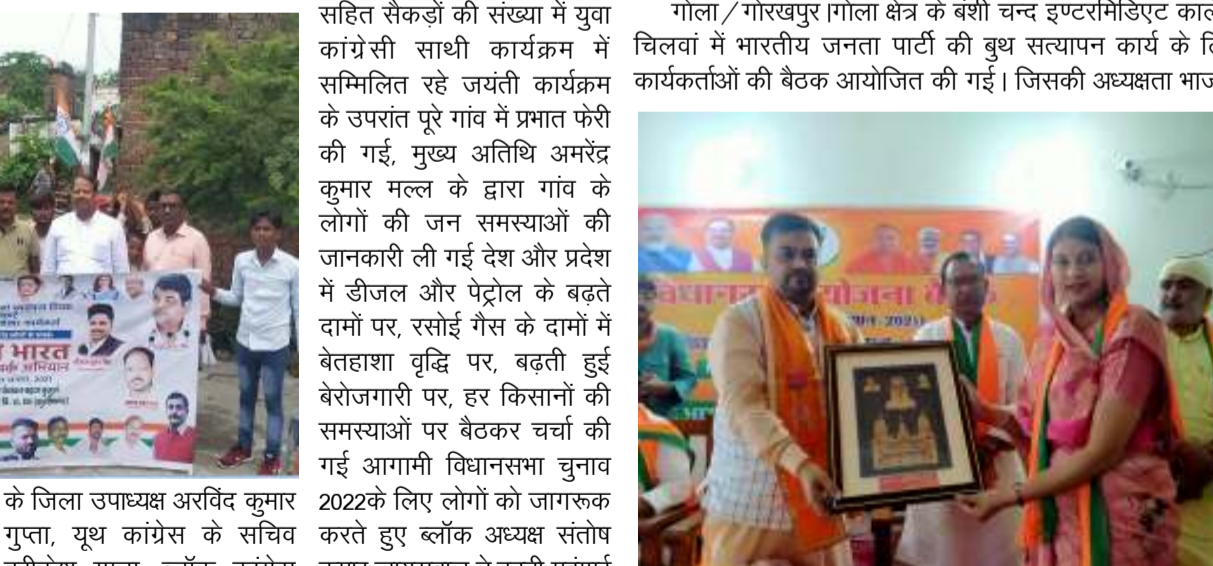 भारत
के जिला उपाध्यक्ष अरविंद कुमार
गुप्ता, यूथ कांग्रेस के सचिव
सहित सैकड़ों की संख्या में युवा
कांग्रेसी साथी कार्यक्रम में
सम्मिलित रहे जयंती कार्यक्रम
के उपरांत पूरे गांव में प्रभात फेरी
की गई, मुख्य अतिथि अमरेंद्र
कुमार मल्ल के द्वारा गांव के
लोगों की जन समस्याओं की
जानकारी ली गई देश और प्रदेश
में डीजल और पेट्रोल के बढ़ते
दामों पर, रसोई गैस के दामों में
बेतहाशा वृद्धि पर, बढ़ती हुई
बेरोजगारी पर, हर किसानों की
समस्याओं पर बैठकर चर्चा की
गई आगामी विधानसभा चुनाव
2022के लिए लोगों को जागरूक
करते हुए ब्लॉक अध्यक्ष संतोष
गोला/गोरखपुर।गोला क्षेत्र के बंशी चन्द इण्टरमिडिएट
चिलवां में भारतीय जनता पार्टी की बुथ सत्यापन कार्य के
कार्यकर्ताओं की बैठक आयोजित की गई। जिसकी अध्यक्षता